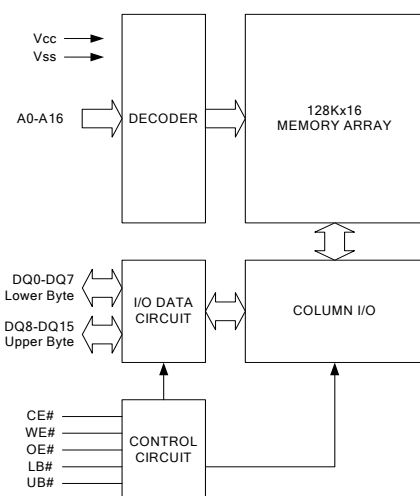 Vcc
Vss
A0-A16
DECODER
128Kx16
MEMORY ARRAY
DQ0-DQ7
Lower Byte
DQ8-DQ15
Upper Byte
I/O DATA
CIRCUIT
COLUMN I/O
CE#
WE#
OE#
LB#
UB#
CONTROL
CIRCUIT